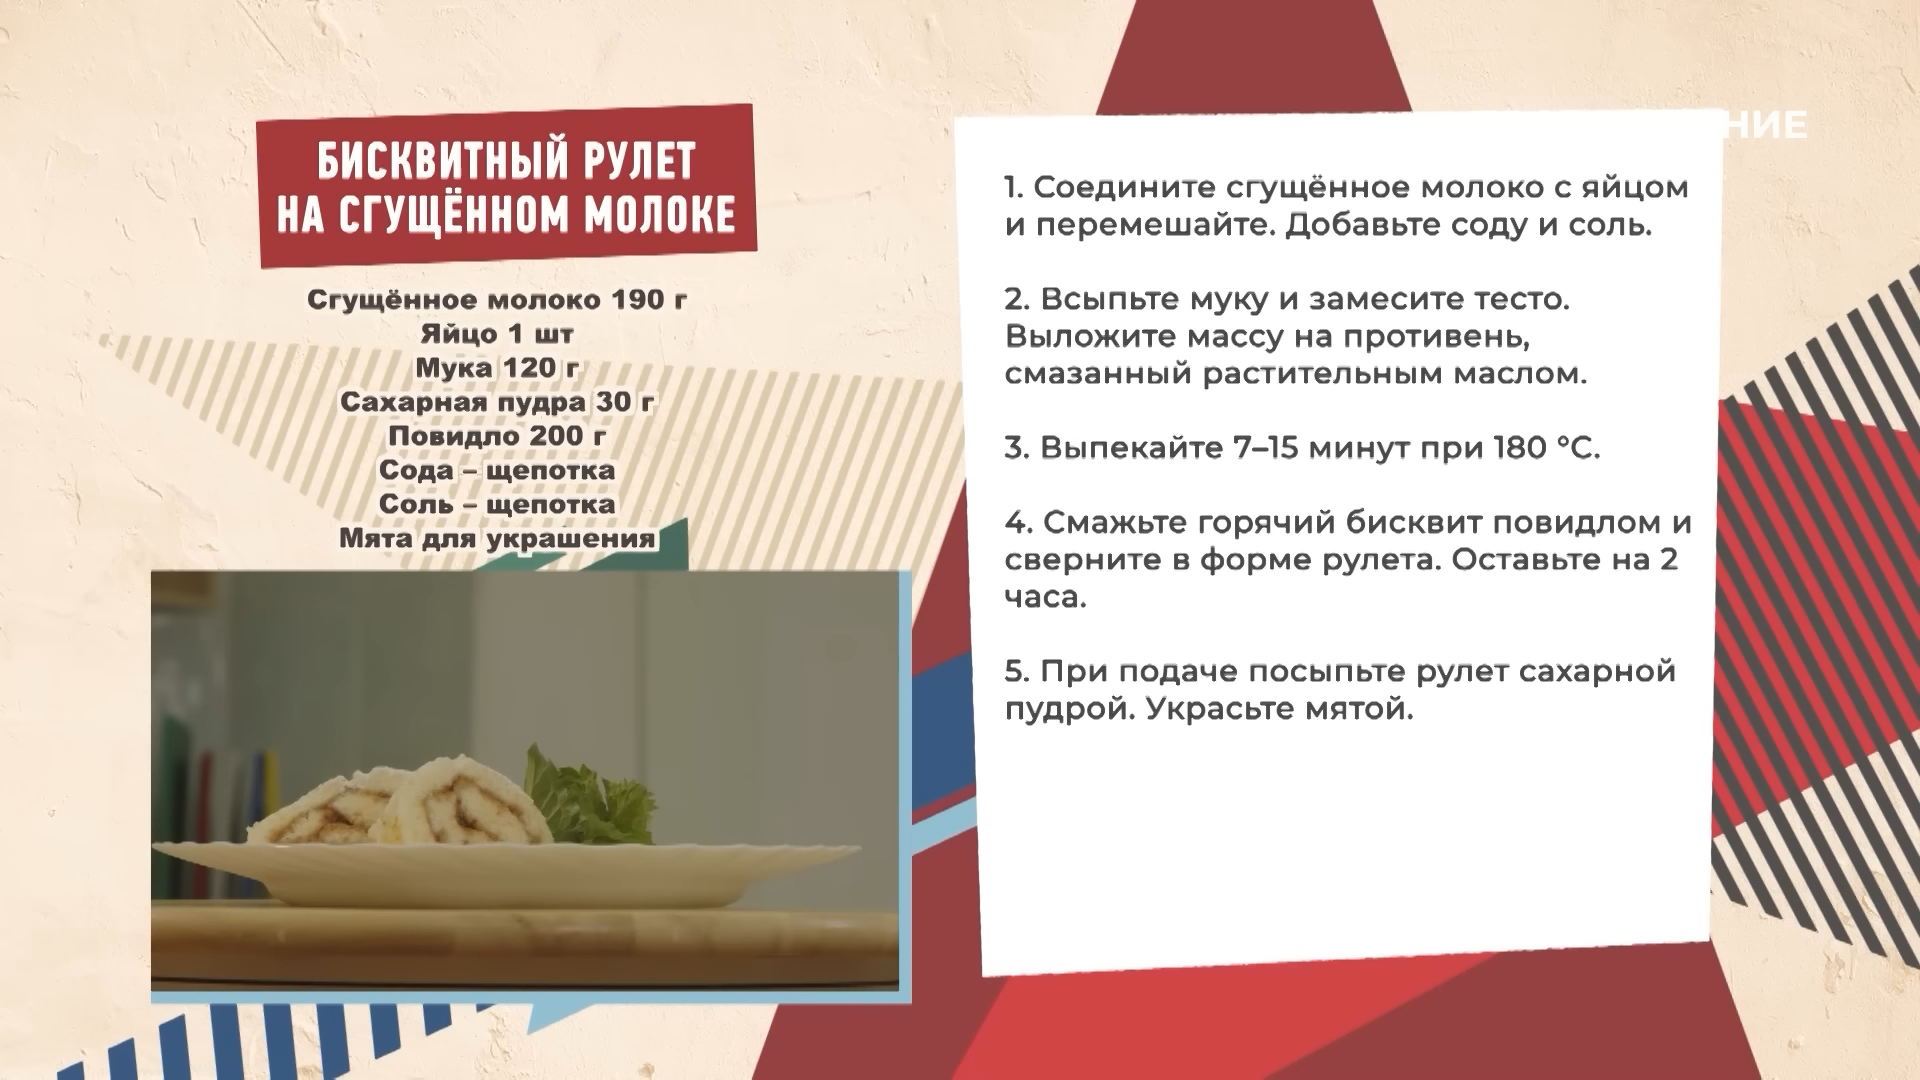 БИСКВИТНЫЙ РУЛЕТ
НА СГУЩЁННОМ МОЛОКЕ
Сгущённое молоко 190 г
Яйцо 1 шт
Мука 120 г
Сахарная пудра 30 г
Повидло 200 г
Сода – щепотка
Соль – щепотка
Мята для украшения
1. Соедините сгущённое молоко с яйцом
и перемешайте. Добавьте соду и соль.
2. Всыпьте муку и замесите тесто.
Выложите массу на противень,
смазанный растительным маслом.
3. Выпекайте 7–15 минут при 180 °С.
4. Смажьте горячий бисквит повидлом и
сверните в форме рулета. Оставьте на 2
часа.
5. При подаче посыпьте рулет сахарной
пудрой. Украсьте мятой.